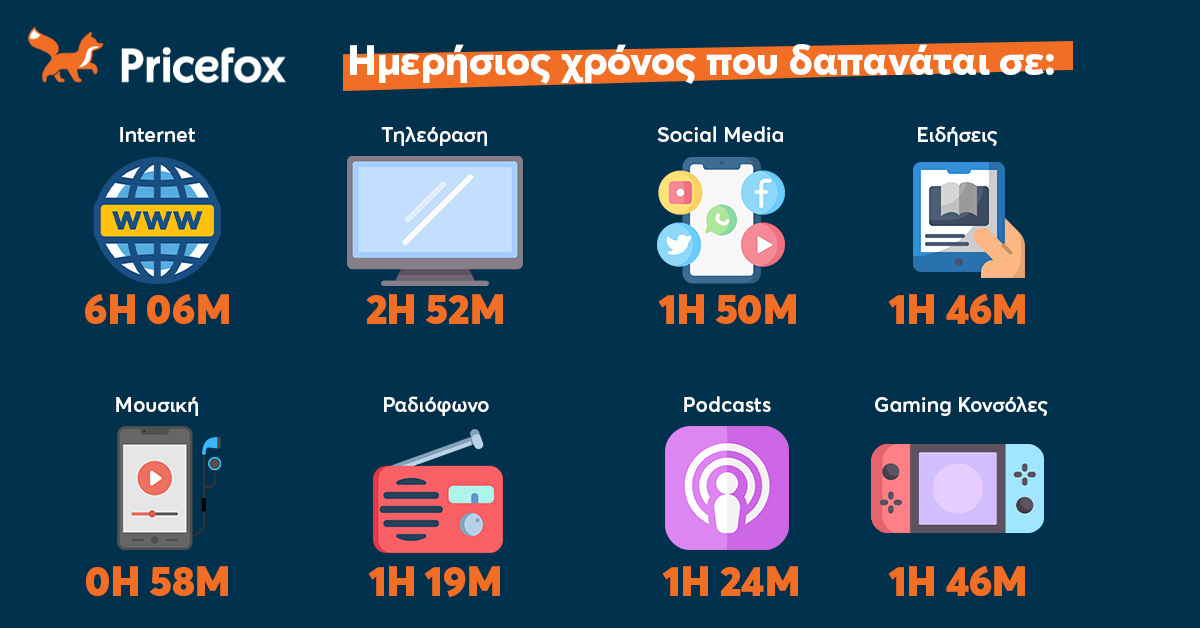 Pricefox
Ημερήσιος χρόνος που δαπανάται σε:
Internet
Τηλεόραση
Social Media
Ειδήσεις
WWW
6H 06M
2H 52M
1H 50M
1H 46M
Μουσική
Ραδιόφωνο
Podcasts
Gaming Κονσόλες
0H 58M
1H 19M
1H 24M
1H 46M